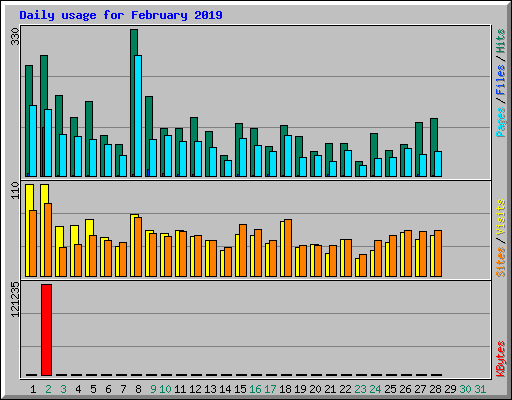 Daily usage for February 2019
330
Pages / Files / Hits
110
Sites / Visits
121235
KBytes
1 2 3 4 5 6 7 8 9 10 11 12 13 14 15 16 17 18 19 20 21 22 23 24 25 26 27 28 29 30 31